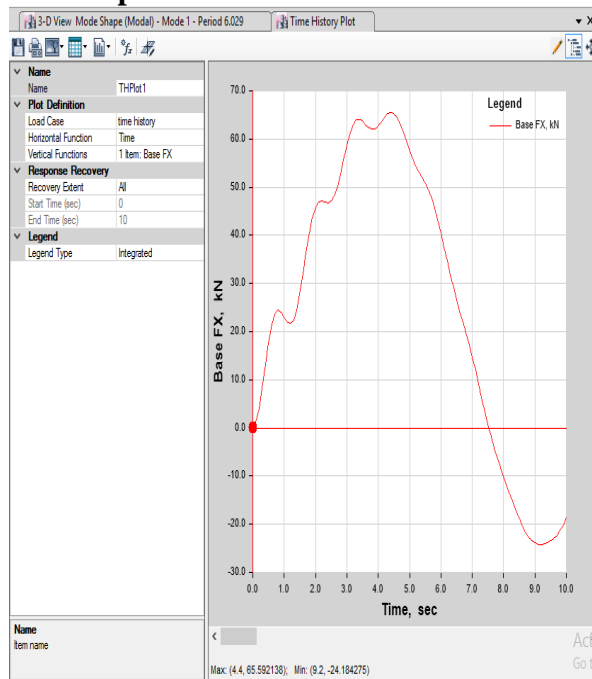 3-D View Mode Shape (Modal) - Mode 1 - Period 6.029
Time History Plot
Name
Name THPlot1
Plot Definition
Load Case time history
Horizontal Function Time
Vertical Functions 1 Item: Base FX
Response Recovery
Recovery Extent All
Start Time (sec) 0
End Time (sec) 10
Legend
Legend Type Integrated
Name
Item name
Legend
Base FX, kN
70.0
60.0
50.0
40.0
30.0
20.0
10.0
0.0
-10.0
-20.0
-30.0
Base FX, kN
0.0 1.0 2.0 3.0 4.0 5.0 6.0 7.0 8.0 9.0 10.0
Time, sec
Max: (4.4, 65.592138); Min: (9.2, -24.184275)
Go t